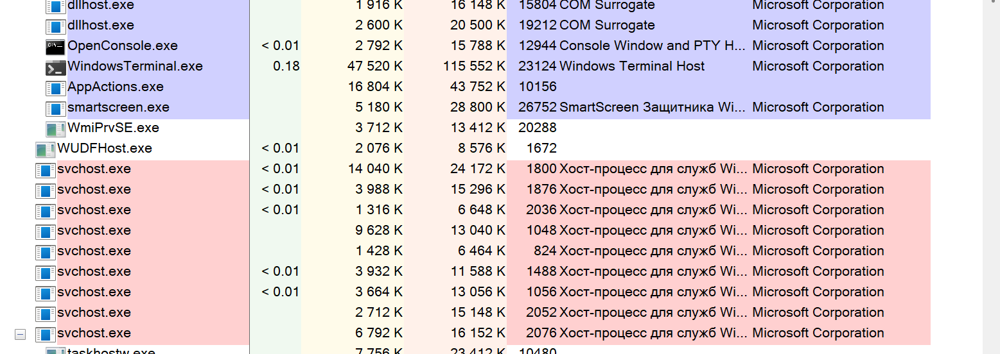 dllhost.exe 1 916 K 16 148 K 15804 COM Surrogate Microsoft Corporation
dllhost.exe 2 600 K 20 500 K 19212 COM Surrogate Microsoft Corporation
OpenConsole.exe < 0.01 2 792 K 15 788 K 12944 Console Window and PTY H... Microsoft Corporation
WindowsTerminal.exe 0.18 47 520 K 115 552 K 23124 Windows Terminal Host Microsoft Corporation
AppActions.exe 16 804 K 43 752 K 10156
smartscreen.exe 5 180 K 28 800 K 26752 SmartScreen Защитника Wi... Microsoft Corporation
WmiPrvSE.exe 3 712 K 13 412 K 20288
WUDFHost.exe < 0.01 2 076 K 8 576 K 1672
svchost.exe < 0.01 14 040 K 24 172 K 1800 Хост-процесс для служб Wi... Microsoft Corporation
svchost.exe < 0.01 3 988 K 15 296 K 1876 Хост-процесс для служб Wi... Microsoft Corporation
svchost.exe < 0.01 1 316 K 6 648 K 2036 Хост-процесс для служб Wi... Microsoft Corporation
svchost.exe 9 628 K 13 040 K 1048 Хост-процесс для служб Wi... Microsoft Corporation
svchost.exe 1 428 K 6 464 K 824 Хост-процесс для служб Wi... Microsoft Corporation
svchost.exe < 0.01 3 932 K 11 588 K 1488 Хост-процесс для служб Wi... Microsoft Corporation
svchost.exe < 0.01 3 664 K 13 056 K 1056 Хост-процесс для служб Wi... Microsoft Corporation
svchost.exe 2 712 K 15 148 K 2052 Хост-процесс для служб Wi... Microsoft Corporation
svchost.exe 6 792 K 16 152 K 2076 Хост-процесс для служб Wi... Microsoft Corporation
taskhostw.exe 7 756 K 23 412 K 10480